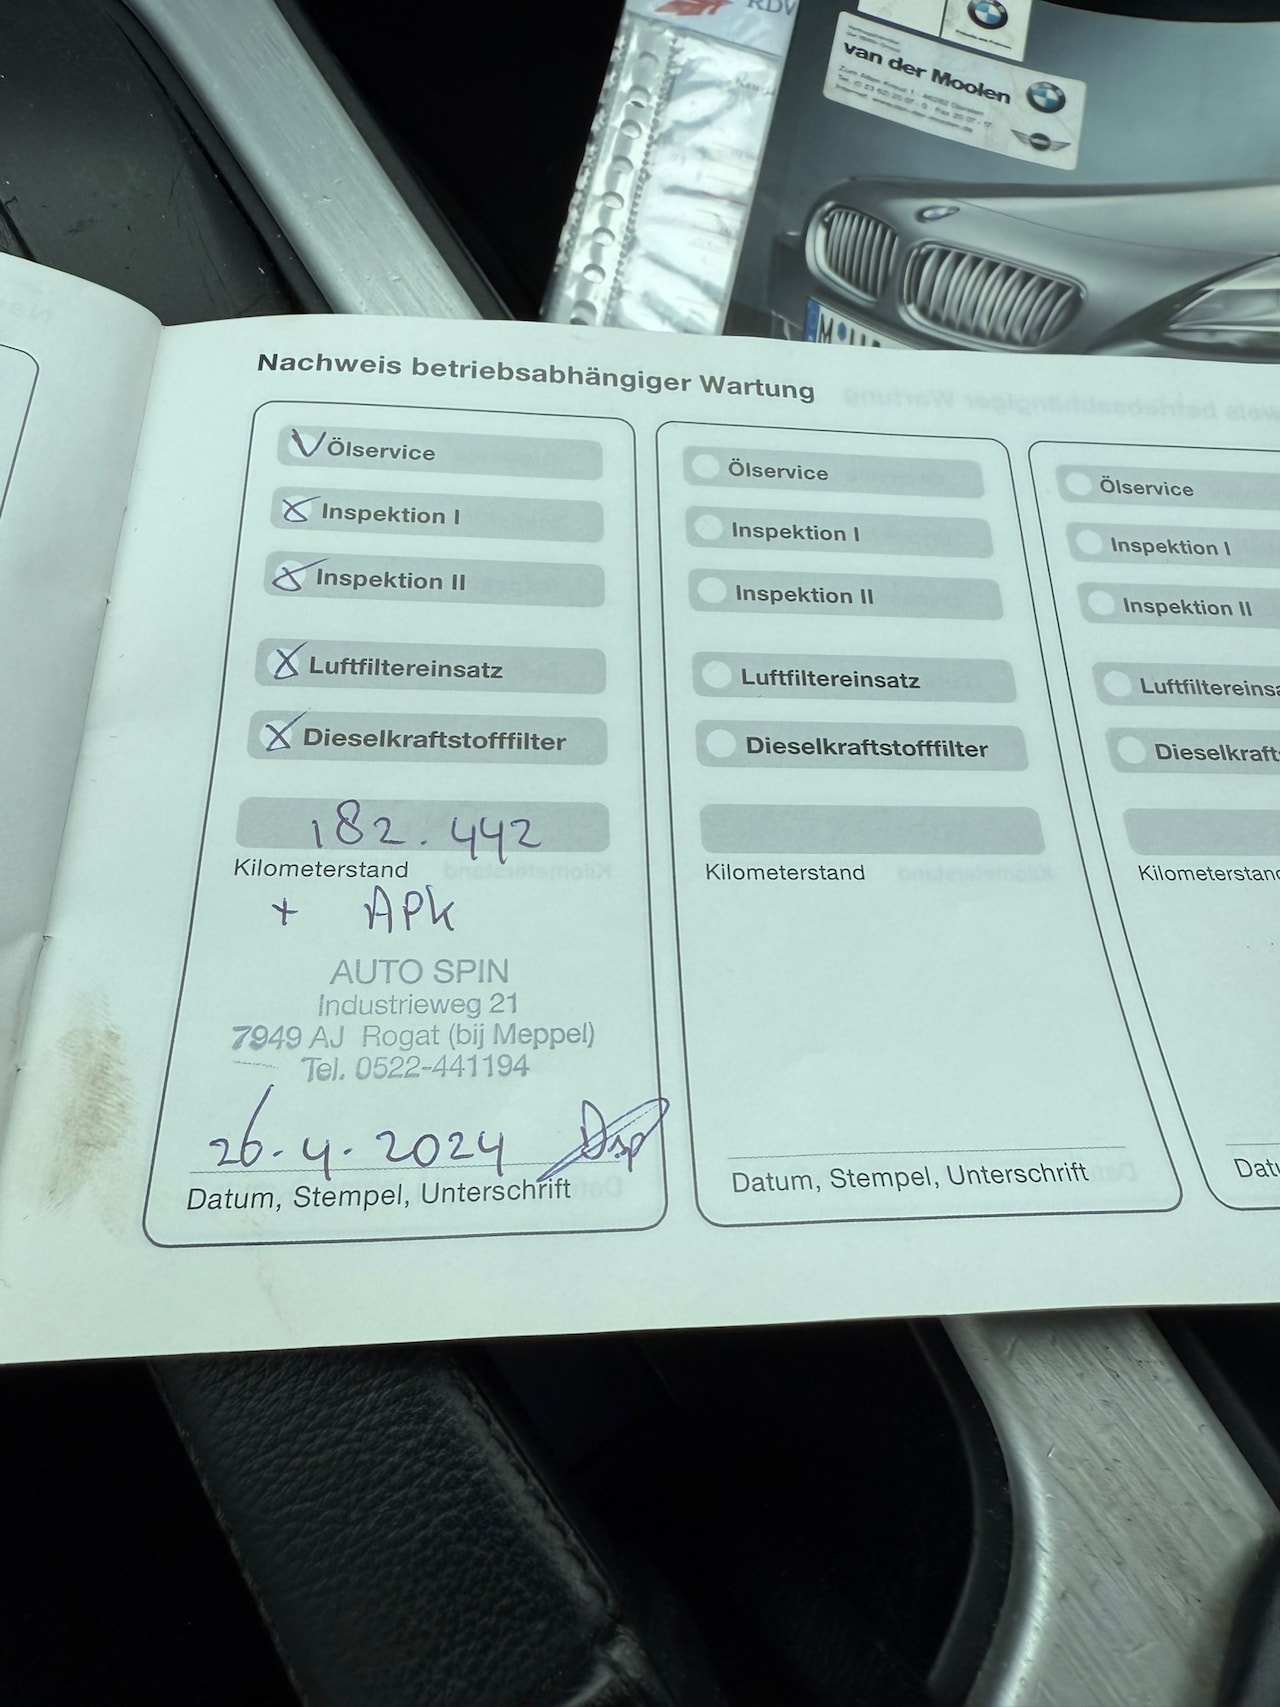 RDV
van der Moolen
Nachweis betriebsabhängiger Wartung
Ölservice
Inspektion I
Inspektion II
Luftfiltereinsatz
Dieselkraftstofffilter
182.442
Kilometerstand
+ APK
AUTO SPIN
Industrieweg 21
7949 AJ Rogat (bij Meppel)
Tel. 0522-441194
26-4-2024
Datum, Stempel, Unterschrift
Ölservice
Inspektion I
Inspektion II
Luftfiltereinsatz
Dieselkraftstofffilter
Kilometerstand
Datum, Stempel, Unterschrift
Ölservice
Inspektion I
Inspektion II
Luftfiltereinsa
Dieselkraft
Kilometerstand
Datu